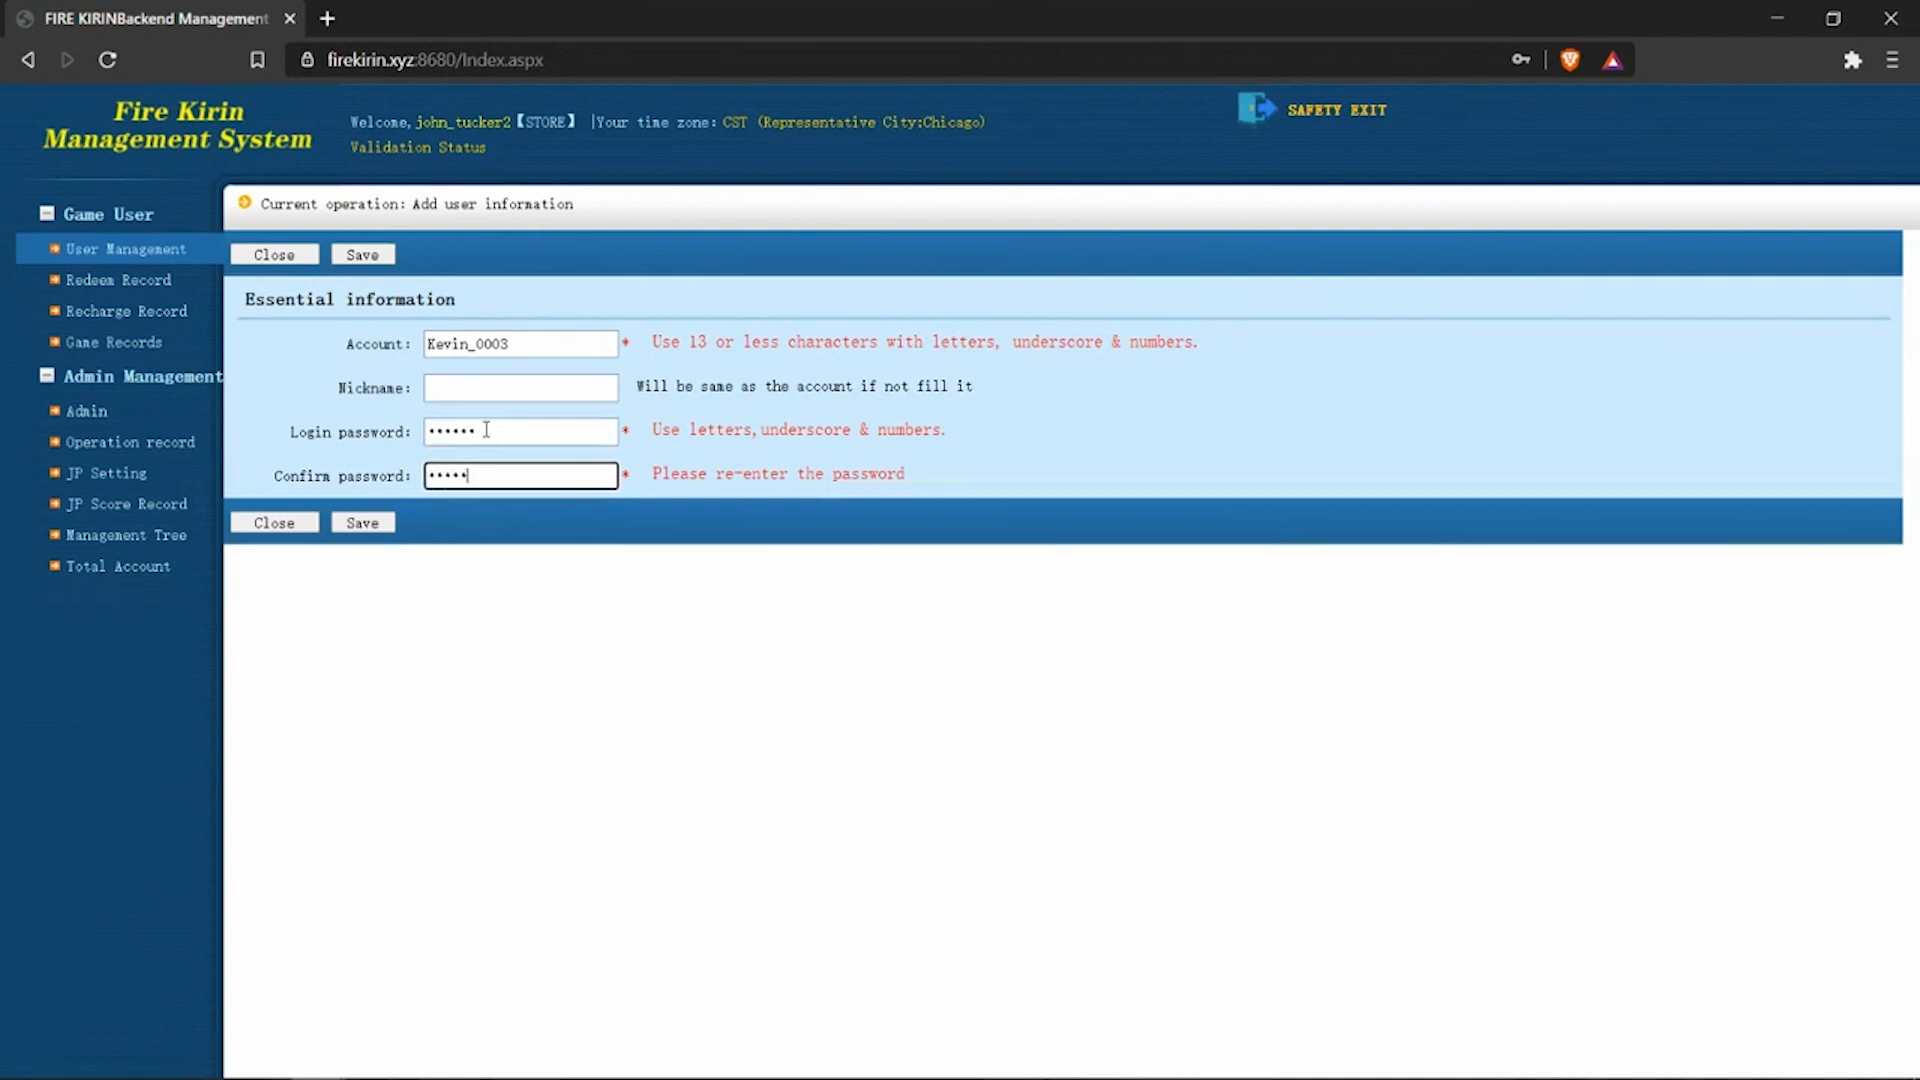 FIRE KIRINBackend Management
firekirin.xyz:8680/Index.aspx
Fire Kirin
Management System
Welcome,john_tucker2【STORE】 |Your time zone: CST (Representative City:Chicago)
Validation Status
SAFETY EXIT
Game User
User Management
Redeem Record
Recharge Record
Game Records
Admin Management
Admin
Operation record
JP Setting
JP Score Record
Management Tree
Total Account
Current operation: Add user information
Close Save
Essential information
Account: Kevin_0003 * Use 13 or less characters with letters, underscore & numbers.
Nickname: Will be same as the account if not fill it
Login password: •••••• * Use letters,underscore & numbers.
Confirm password: ••••• * Please re-enter the password
Close Save